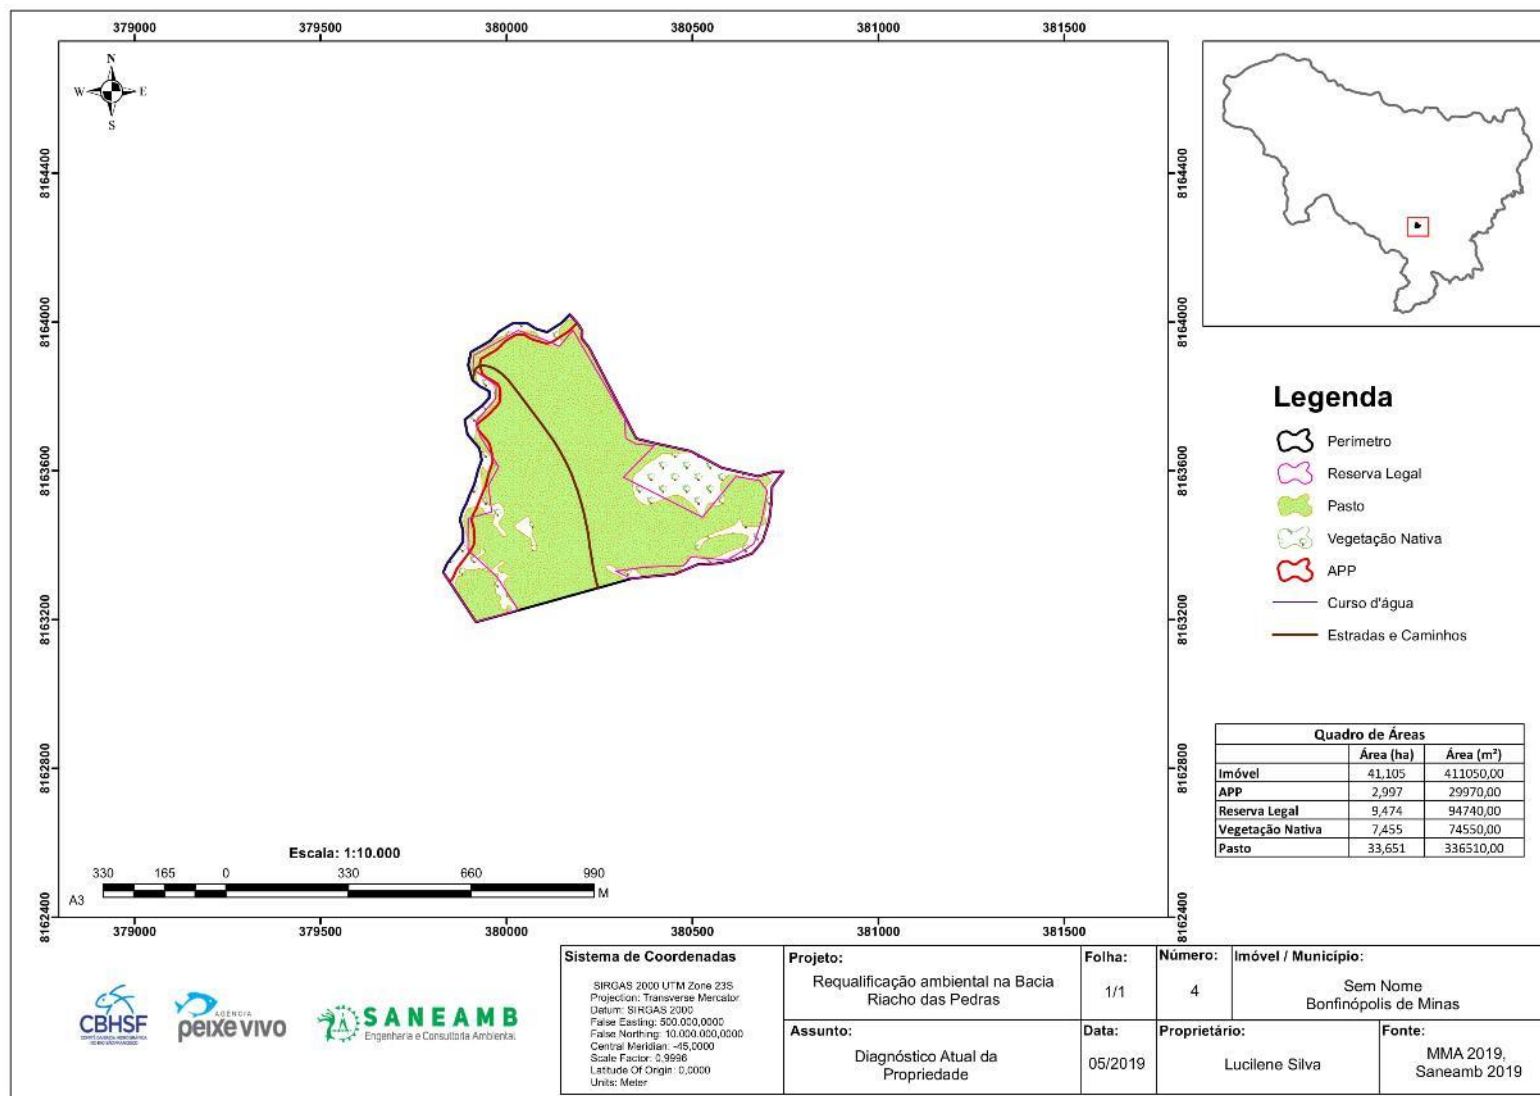 379000 379500 380000 380500 381000 381500
N
W E
S
8164400 8164400
8164000 8164000
8163600 8163600
8163200 8163200
8162800 8162800
8162400 8162400
Legenda
Perímetro
Reserva Legal
Pasto
Vegetação Nativa
APP
Curso d'água
Estradas e Caminhos
Quadro de Áreas
Área (ha) Área (m²)
Imóvel 41,105 411050,00
APP 2,997 29970,00
Reserva Legal 9,474 94740,00
Vegetação Nativa 7,455 74550,00
Pasto 33,651 336510,00
Escala: 1:10.000
330 165 0 330 660 990
M
A3
379000 379500 380000 380500 381000 381500
CBHSF
AGÊNCIA
peixe vivo
SANEAMB
Engenharia e Consultoria Ambiental
Sistema de Coordenadas
SIRGAS 2000 UTM Zone 23S
Projection: Transverse Mercator
Datum: SIRGAS 2000
False Easting: 500.000,0000
False Northing: 10.000.000,0000
Central Meridian: -45,0000
Scale Factor: 0,9996
Latitude Of Origin: 0,0000
Units: Meter
Projeto:
Requalificação ambiental na Bacia
Riacho das Pedras
Folha:
1/1
Número:
4
Imóvel / Município:
Sem Nome
Bonfinópolis de Minas
Assunto:
Diagnóstico Atual da
Propriedade
Data:
05/2019
Proprietário:
Lucilene Silva
Fonte:
MMA 2019,
Saneamb 2019